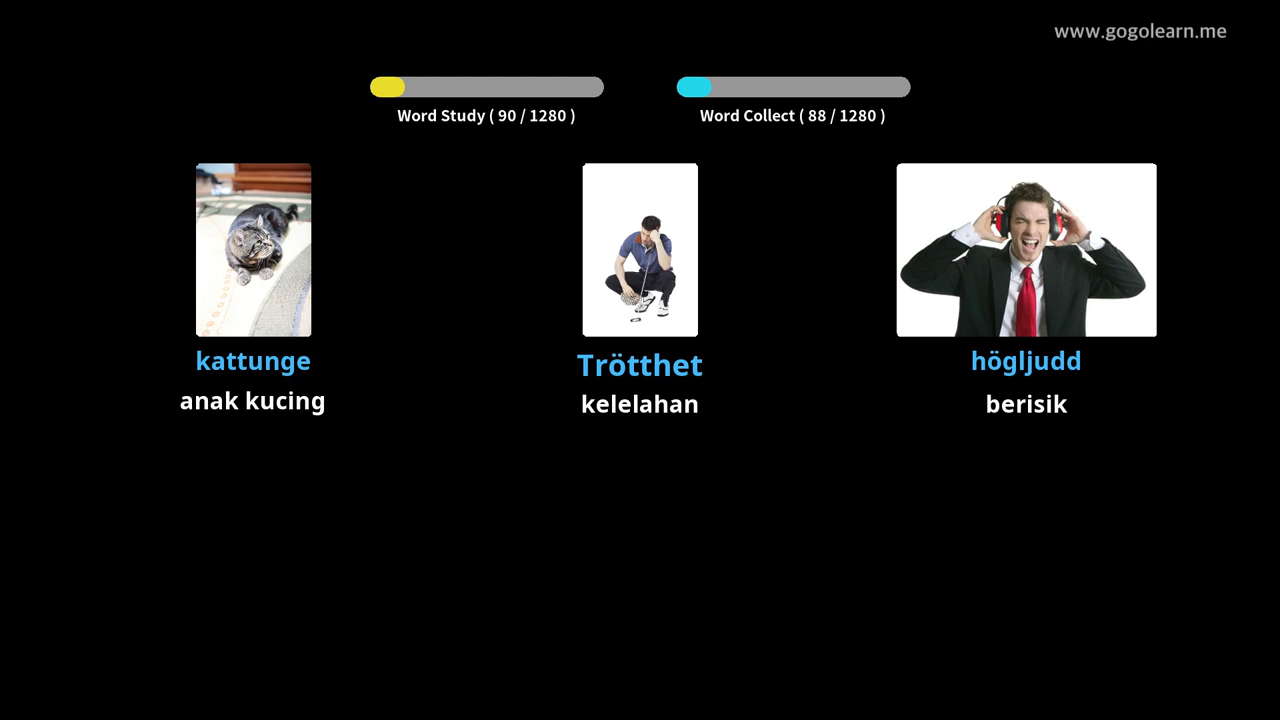 www.gogolearn.me
Word Study ( 90 / 1280 )
Word Collect ( 88 / 1280 )
kattunge
Trötthet
högljudd
anak kucing
kelelahan
berisik